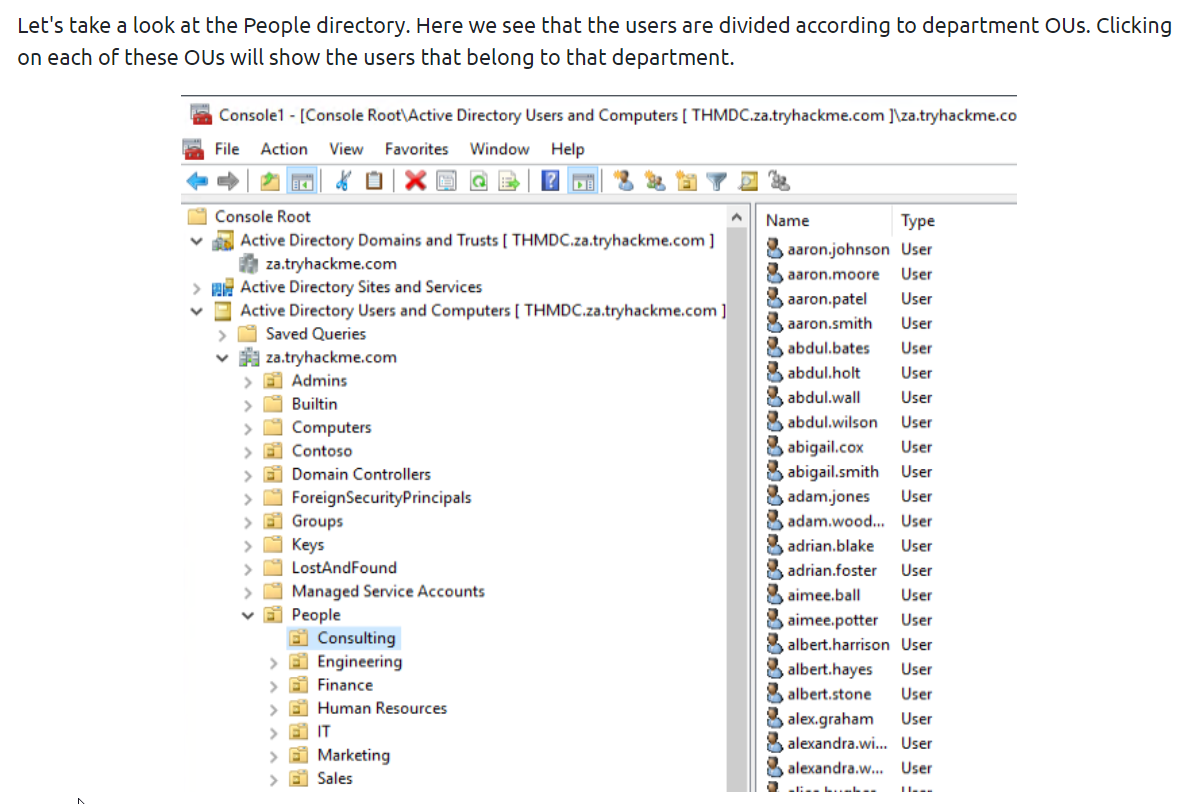 Let's take a look at the People directory. Here we see that the users are divided according to department OUs. Clicking
on each of these OUs will show the users that belong to that department.
Console1 - [Console Root\Active Directory Users and Computers [ THMDC.za.tryhackme.com ]\za.tryhackme.co
File Action View Favorites Window Help
Console Root
Active Directory Domains and Trusts [ THMDC.za.tryhackme.com ]
za.tryhackme.com
Active Directory Sites and Services
Active Directory Users and Computers [ THMDC.za.tryhackme.com ]
Saved Queries
za.tryhackme.com
Admins
Builtin
Computers
Contoso
Domain Controllers
ForeignSecurityPrincipals
Groups
Keys
LostAndFound
Managed Service Accounts
People
Consulting
Engineering
Finance
Human Resources
IT
Marketing
Sales
Name Type
aaron.johnson User
aaron.moore User
aaron.patel User
aaron.smith User
abdul.bates User
abdul.holt User
abdul.wall User
abdul.wilson User
abigail.cox User
abigail.smith User
adam.jones User
adam.wood... User
adrian.blake User
adrian.foster User
aimee.ball User
aimee.potter User
albert.harrison User
albert.hayes User
albert.stone User
alex.graham User
alexandra.wi... User
alexandra.w... User